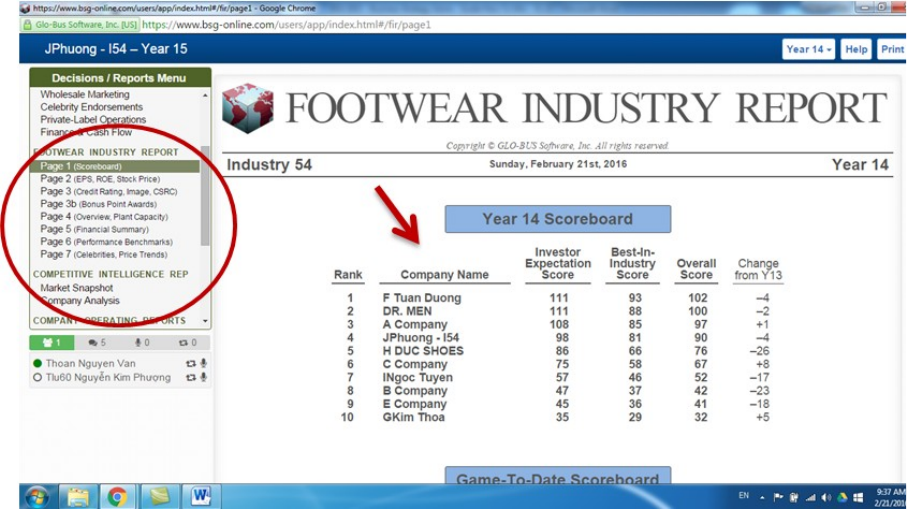 https://www.bsg-online.com/users/app/index.html#/fir/page1 - Google Chrome
Glo-Bus Software, Inc. [US] https://www.bsg-online.com/users/app/index.html#/fir/page1
JPhuong - I54 – Year 15
Year 14
Help
Print
Decisions / Reports Menu
Wholesale Marketing
Celebrity Endorsements
Private-Label Operations
Finance & Cash Flow
FOOTWEAR INDUSTRY REPORT
Page 1 (Scoreboard)
Page 2 (EPS, ROE, Stock Price)
Page 3 (Credit Rating, Image, CSRC)
Page 3b (Bonus Point Awards)
Page 4 (Overview, Plant Capacity)
Page 5 (Financial Summary)
Page 6 (Performance Benchmarks)
Page 7 (Celebrities, Price Trends)
COMPETITIVE INTELLIGENCE REP
Market Snapshot
Company Analysis
COMPANY OPERATING REPORTS
1 5 0 0
Thoan Nguyen Van
Tlu60 Nguyễn Kim Phượng
FOOTWEAR INDUSTRY REPORT
Copyright © GLO-BUS Software, Inc. All rights reserved.
Industry 54 Sunday, February 21st, 2016 Year 14
Year 14 Scoreboard
Rank Company Name Investor Expectation Score Best-In-Industry Score Overall Score Change from Y13
1 F Tuan Duong 111 93 102 –4
2 DR. MEN 111 88 100 –2
3 A Company 108 85 97 +1
4 JPhuong - I54 98 81 90 –4
5 H DUC SHOES 86 66 76 –26
6 C Company 75 58 67 +8
7 INgoc Tuyen 57 46 52 –17
8 B Company 47 37 42 –23
9 E Company 45 36 41 –18
10 GKim Thoa 35 29 32 +5
Game-To-Date Scoreboard
EN
9:37 AM
2/21/2016